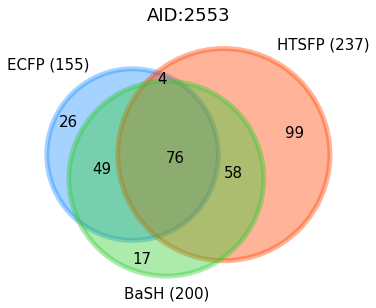 AID:2553
HTSFP (237)
ECFP (155)
4
26
99
76
49
58
17
BaSH (200)